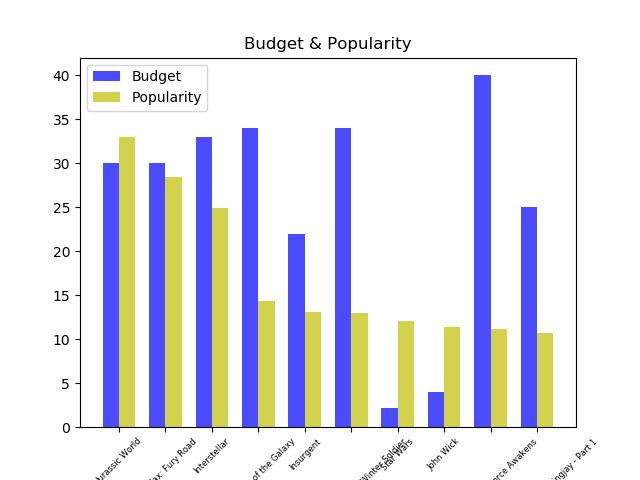 Budget & Popularity
Budget
Popularity
40
35
30
25
20
15
10
5
0
Jurassic World
Max: Fury Road
Interstellar
of the Galaxy
Insurgent
Winter Soldier
Star Wars
John Wick
Force Awakens
Mockingjay - Part 1